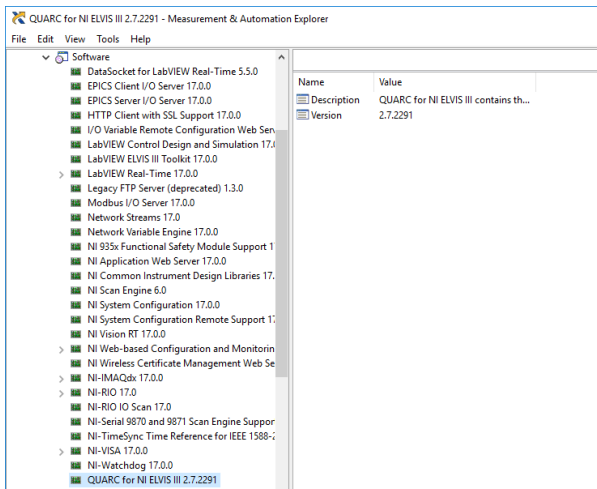 QUARC for NI ELVIS III 2.7.2291 - Measurement & Automation Explorer
File Edit View Tools Help
Software
DataSocket for LabVIEW Real-Time 5.5.0
EPICS Client I/O Server 17.0.0
EPICS Server I/O Server 17.0.0
HTTP Client with SSL Support 17.0.0
I/O Variable Remote Configuration Web Serv
LabVIEW Control Design and Simulation 17.
LabVIEW ELVIS III Toolkit 17.0.0
LabVIEW Real-Time 17.0.0
Legacy FTP Server (deprecated) 1.3.0
Modbus I/O Server 17.0.0
Network Streams 17.0
Network Variable Engine 17.0.0
NI 935x Functional Safety Module Support 1
NI Application Web Server 17.0.0
NI Common Instrument Design Libraries 17.
NI Scan Engine 6.0
NI System Configuration 17.0.0
NI System Configuration Remote Support 17
NI Vision RT 17.0.0
NI Web-based Configuration and Monitorin
NI Wireless Certificate Management Web Se
NI-IMAQdx 17.0.0
NI-RIO 17.0
NI-RIO IO Scan 17.0
NI-Serial 9870 and 9871 Scan Engine Suppor
NI-TimeSync Time Reference for IEEE 1588-2
NI-VISA 17.0.0
NI-Watchdog 17.0.0
QUARC for NI ELVIS III 2.7.2291
Name Value
Description QUARC for NI ELVIS III contains th...
Version 2.7.2291